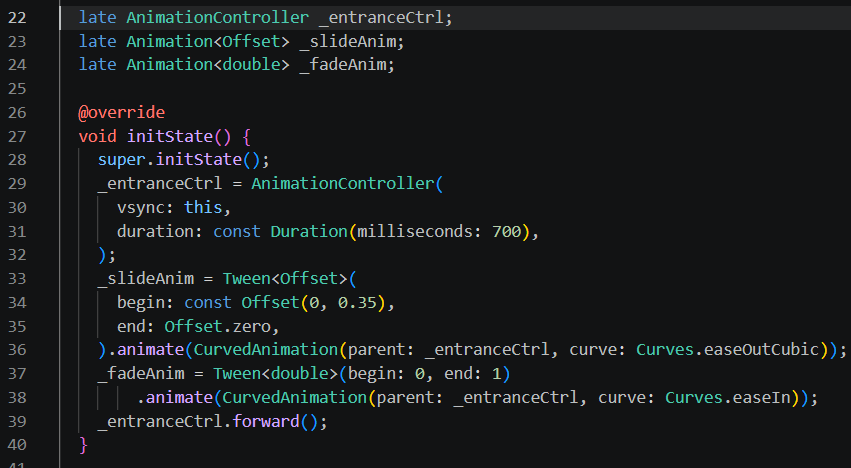 22 late AnimationController _entranceCtrl;
23 late Animation<Offset> _slideAnim;
24 late Animation<double> _fadeAnim;
25
26 @override
27 void initState() {
28 super.initState();
29 _entranceCtrl = AnimationController(
30 vsync: this,
31 duration: const Duration(milliseconds: 700),
32 );
33 _slideAnim = Tween<Offset>(
34 begin: const Offset(0, 0.35),
35 end: Offset.zero,
36 ).animate(CurvedAnimation(parent: _entranceCtrl, curve: Curves.easeOutCubic));
37 _fadeAnim = Tween<double>(begin: 0, end: 1)
38 .animate(CurvedAnimation(parent: _entranceCtrl, curve: Curves.easeIn));
39 _entranceCtrl.forward();
40 }